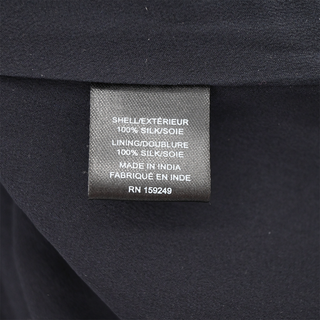 SHELL/EXTÉRIEUR
100% SILK/SOIE
LINING/DOUBLURE
100% SILK/SOIE
MADE IN INDIA
FABRIQUÉ EN INDE
RN 159249